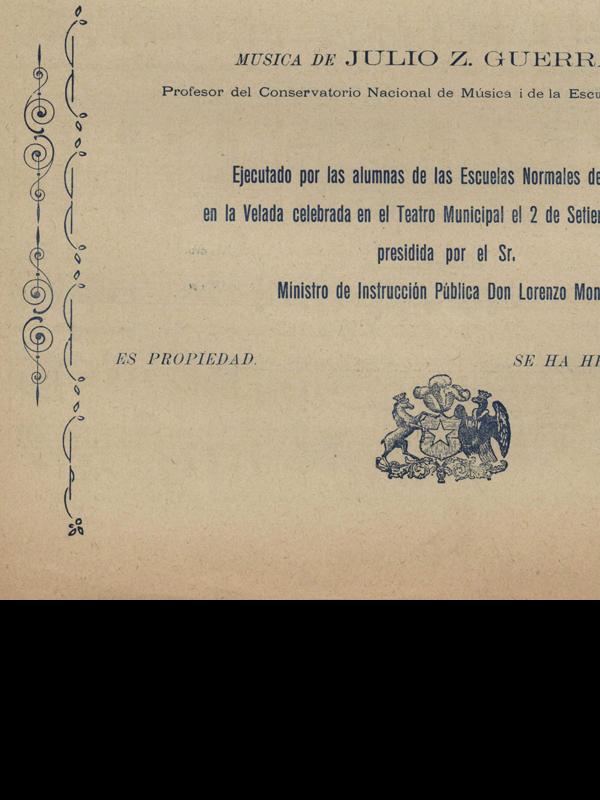 MUSICA DE JULIO Z. GUERRA
Profesor del Conservatorio Nacional de Música i de la Escu
Ejecutado por las alumnas de las Escuelas Normales de
en la Velada celebrada en el Teatro Municipal el 2 de Setie
presidida por el Sr.
Ministro de Instrucción Pública Don Lorenzo Mon
ES PROPIEDAD.
SE HA H